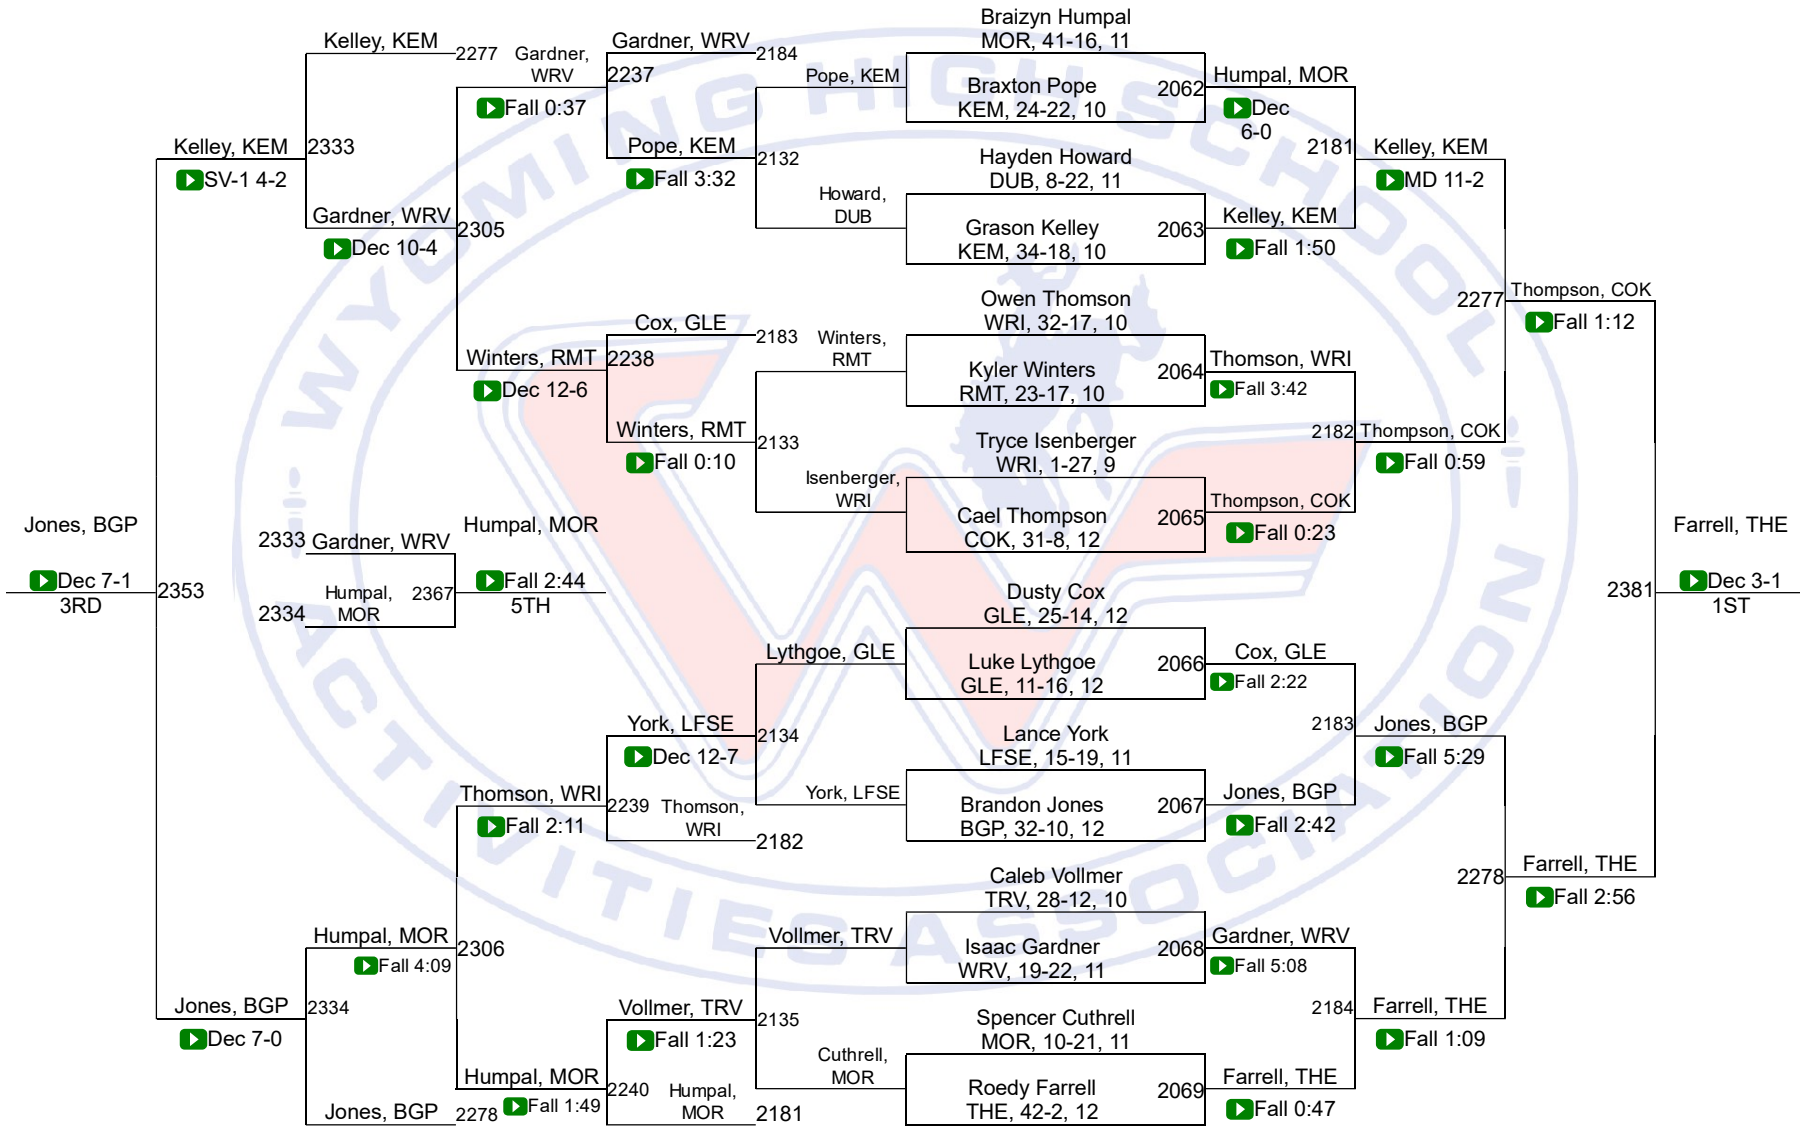 Kelley, KEM
2277
Kelley, KEM
2333
SV-1 4-2
Gardner, WRV
Dec 10-4
2305
Gardner,
WRV
Fall 0:37
Gardner, WRV
2184
2237
Pope, KEM
Fall 3:32
2132
Pope, KEM
Howard,
DUB
Winters, RMT
Dec 12-6
Cox, GLE
2183
2238
Winters, RMT
Fall 0:10
2133
Winters,
RMT
Isenberger,
WRI
Jones, BGP
Dec 7-1
3RD
2353
2333
Gardner, WRV
2334
Humpal,
MOR
2367
Humpal, MOR
Fall 2:44
5TH
Thomson, WRI
Fall 2:11
2239
York, LFSE
Dec 12-7
2134
Lythgoe, GLE
York, LFSE
Thomson,
WRI
2182
Humpal, MOR
Fall 4:09
2306
Jones, BGP
Dec 7-0
2334
Jones, BGP
2278
Humpal, MOR
Fall 1:49
2240
Vollmer, TRV
Fall 1:23
2135
Vollmer, TRV
Cuthrell,
MOR
Humpal,
MOR
2181
Braizyn Humpal
MOR, 41-16, 11
Braxton Pope
KEM, 24-22, 10
2062
Humpal, MOR
Dec
6-0
Hayden Howard
DUB, 8-22, 11
Grason Kelley
KEM, 34-18, 10
2063
Kelley, KEM
Fall 1:50
2181
Kelley, KEM
MD 11-2
Owen Thomson
WRI, 32-17, 10
Kyler Winters
RMT, 23-17, 10
2064
Thomson, WRI
Fall 3:42
Tryce Isenberger
WRI, 1-27, 9
Cael Thompson
COK, 31-8, 12
2065
Thompson, COK
Fall 0:23
2182
Thompson, COK
Fall 0:59
2277
Thompson, COK
Fall 1:12
Dusty Cox
GLE, 25-14, 12
Luke Lythgoe
GLE, 11-16, 12
2066
Cox, GLE
Fall 2:22
Lance York
LFSE, 15-19, 11
Brandon Jones
BGP, 32-10, 12
2067
Jones, BGP
Fall 2:42
2183
Jones, BGP
Fall 5:29
Caleb Vollmer
TRV, 28-12, 10
Isaac Gardner
WRV, 19-22, 11
2068
Gardner, WRV
Fall 5:08
Spencer Cuthrell
MOR, 10-21, 11
Roedy Farrell
THE, 42-2, 12
2069
Farrell, THE
Fall 0:47
2184
Farrell, THE
Fall 1:09
2278
Farrell, THE
Fall 2:56
2381
Farrell, THE
Dec 3-1
1ST
WYOMING HIGH SCHOOL
ACTIVITIES ASSOCIATION